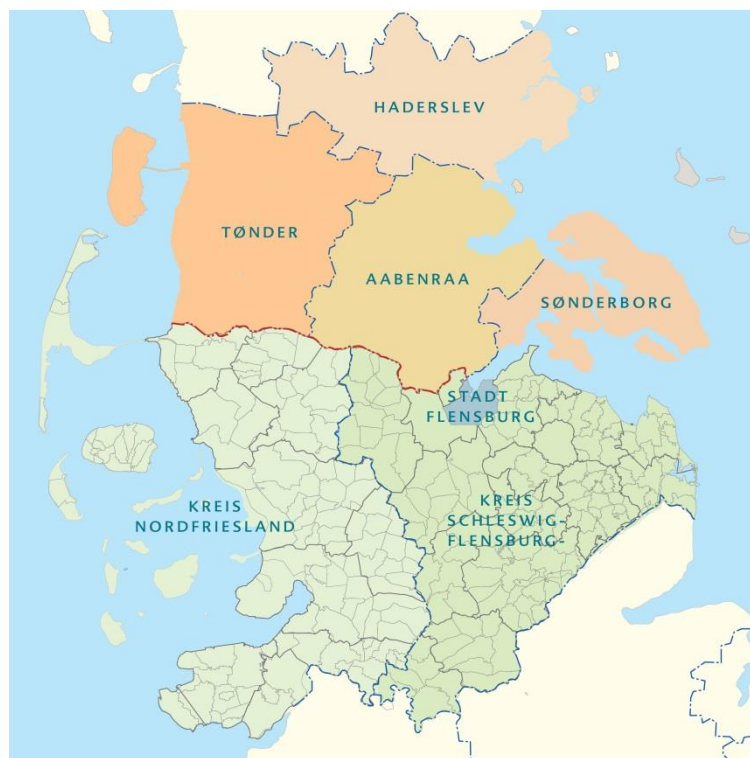 HADERSLEV
TØNDER
AABENRAA
SØNDERBORG
STADT
FLENSBURG
KREIS
NORDFRIESLAND
KREIS
SCHLESWIG-
FLENSBURG-